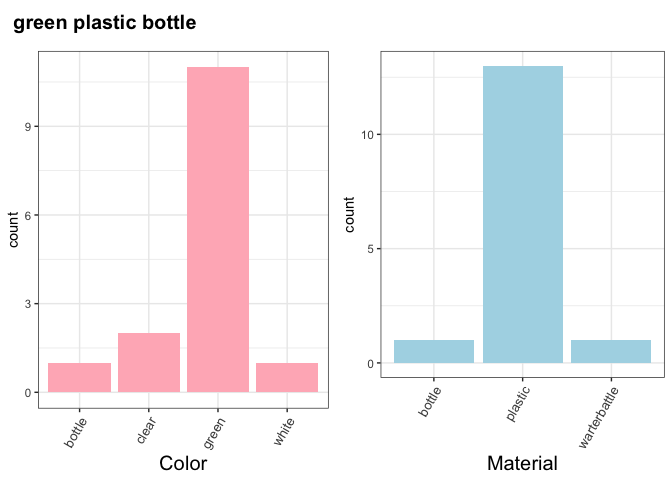 green plastic bottle
count
9
6
3
0
bottle
clear
green
white
Color
count
10
5
0
bottle
plastic
warterbattle
Material